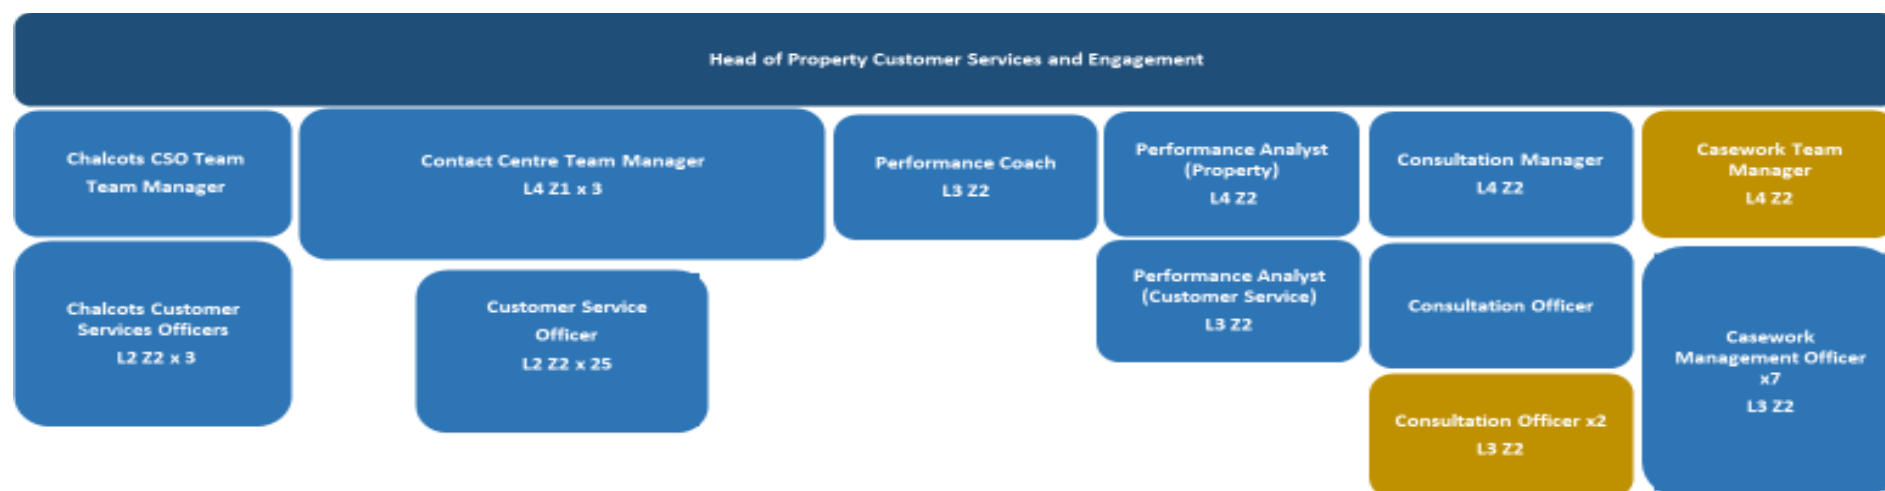 Head of Property Customer Services and Engagement
Chalcots CSO Team
Team Manager
Contact Centre Team Manager
L4 Z1 x 3
Performance Coach
L3 Z2
Performance Analyst
(Property)
L4 Z2
Consultation Manager
L4 Z2
Casework Team
Manager
L4 Z2
Chalcots Customer
Services Officers
L2 Z2 x 3
Customer Service
Officer
L2 Z2 x 25
Performance Analyst
(Customer Service)
L3 Z2
Consultation Officer
Consultation Officer x2
L3 Z2
Casework
Management Officer
x7
L3 Z2